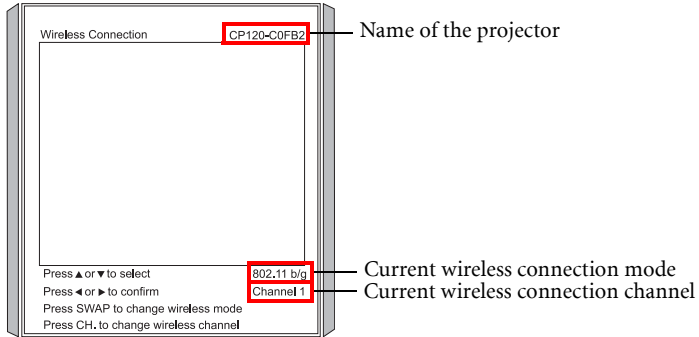 Wireless Connection CP120-C0FB2 Name of the projector
Press ▲ or ▼ to select 802.11 b/g Current wireless connection mode
Press ◄ or ► to confirm Channel 1 Current wireless connection channel
Press SWAP to change wireless mode
Press CH. to change wireless channel